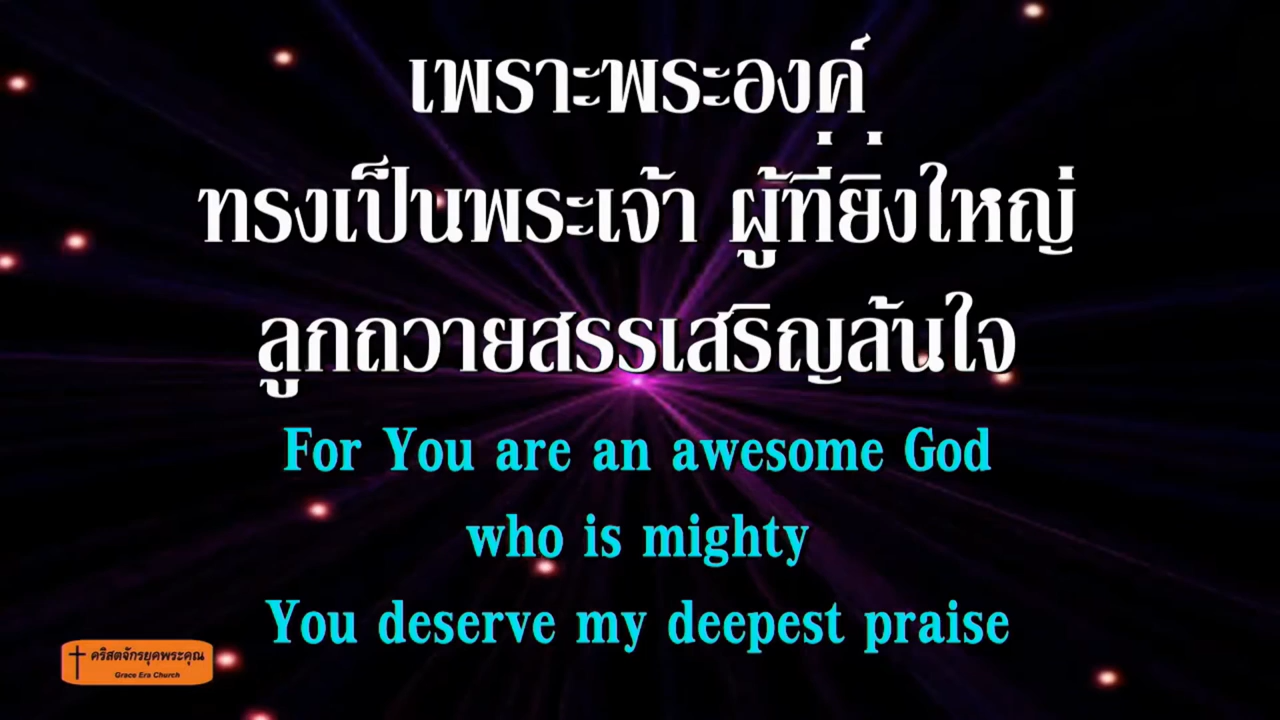 เพราะพระองค์
ทรงเป็นพระเจ้า ผู้ที่ยิ่งใหญ่
ลูกถวายสรรเสริญล้นใจ
For You are an awesome God
who is mighty
You deserve my deepest praise
คริสตจักรยุคพระคุณ
Grace Era Church